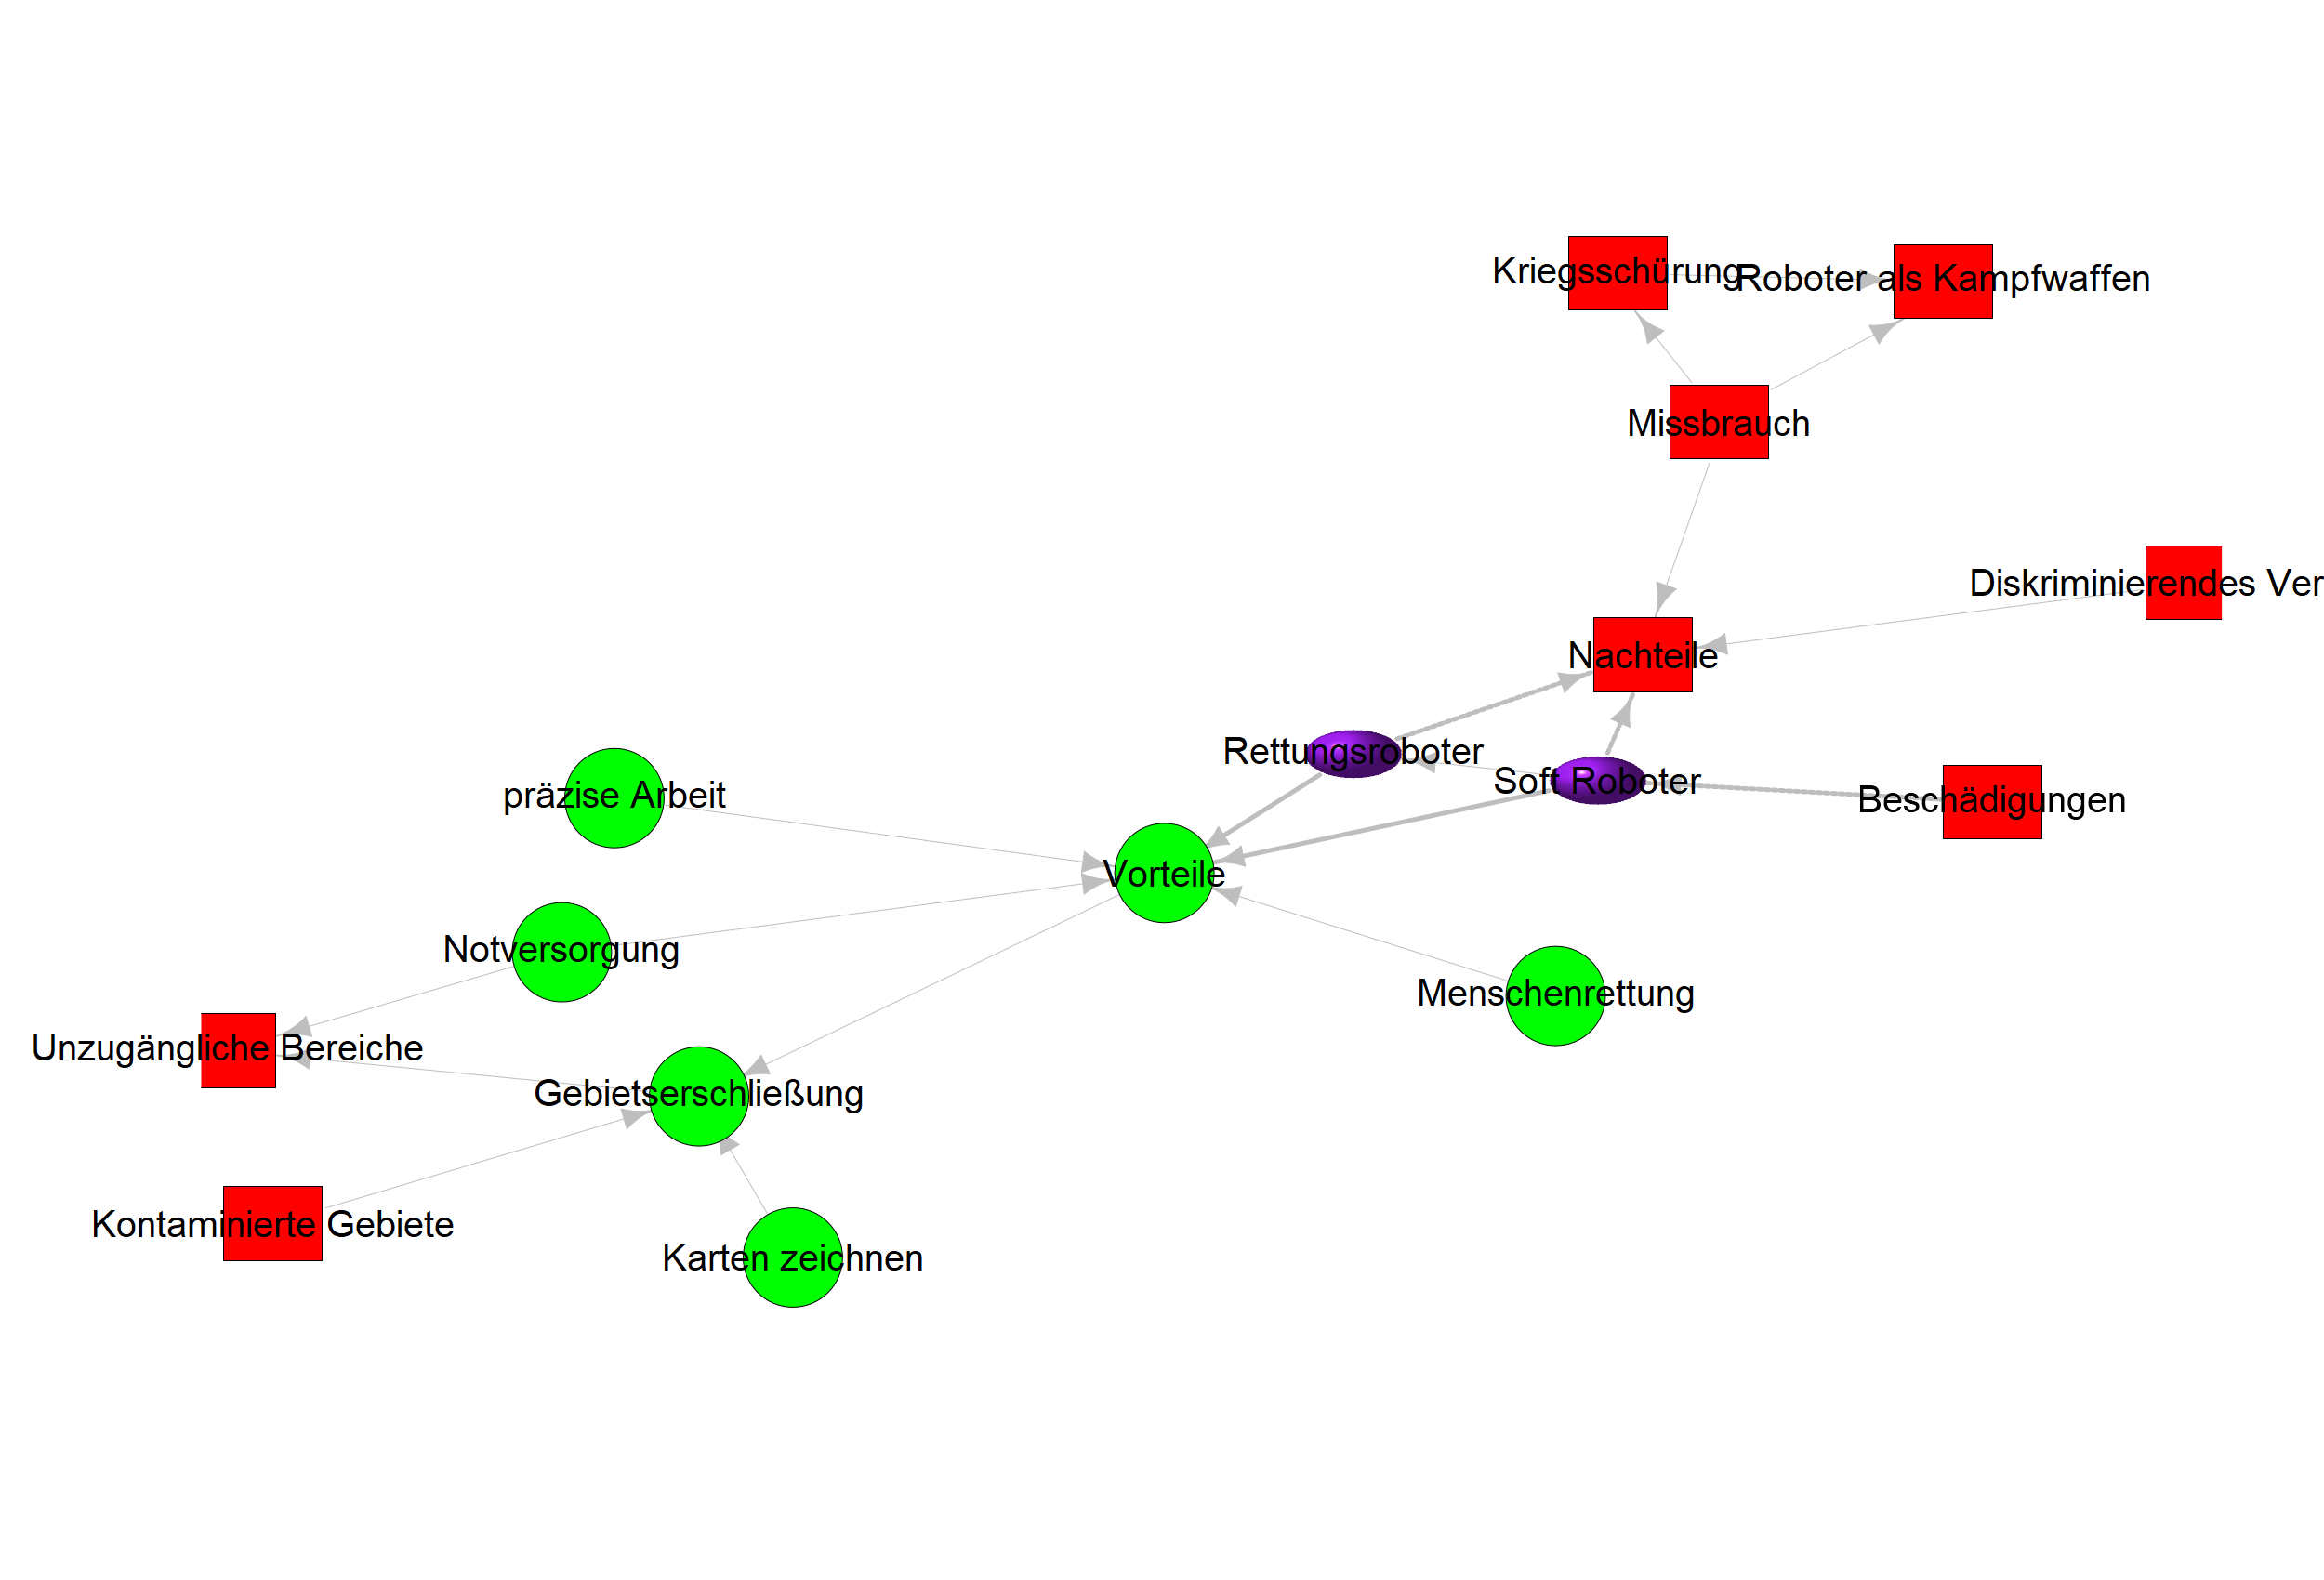 Kriegsschürung
Roboter als Kampfwaffen
Missbrauch
Diskriminierendes Ver
Nachteile
Rettungsroboter
Soft Roboter
präzise Arbeit
Beschädigungen
Vorteile
Notversorgung
Menschenrettung
Unzugängliche Bereiche
Gebietserschließung
Kontaminierte Gebiete
Karten zeichnen